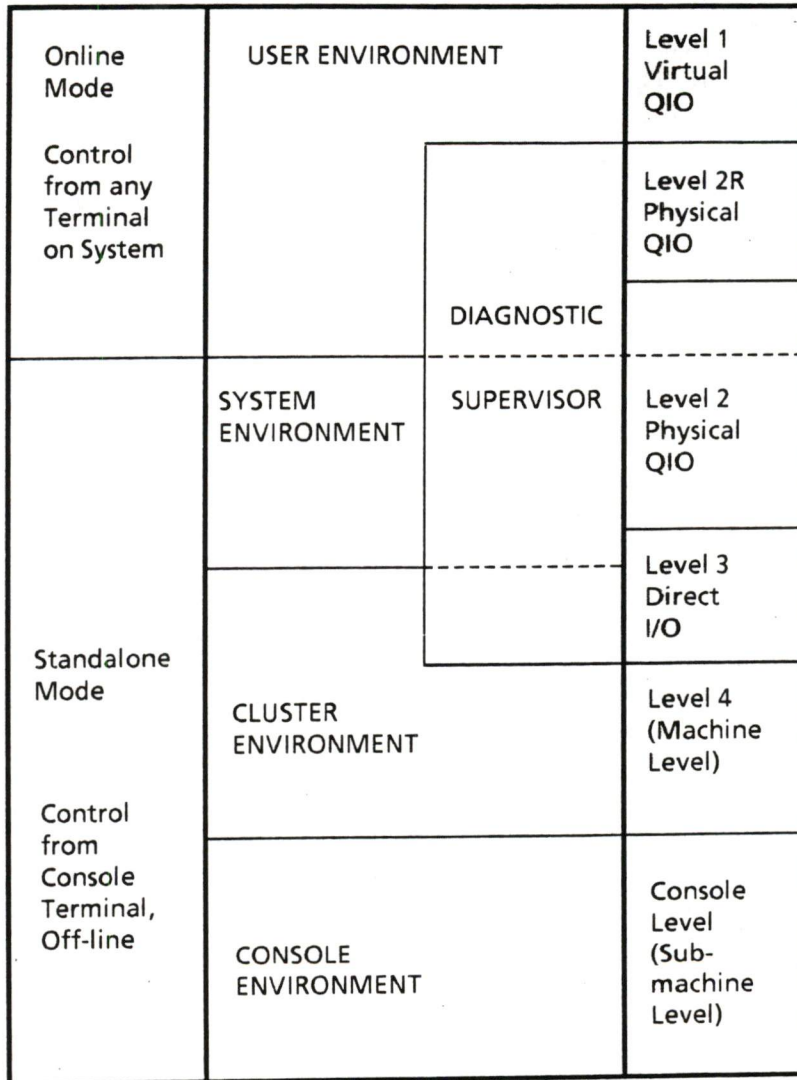 Online
Mode
Control
from any
Terminal
on System
Standalone
Mode
Control
from
Console
Terminal,
Off-line
USER ENVIRONMENT
SYSTEM
ENVIRONMENT
CLUSTER
ENVIRONMENT
CONSOLE
ENVIRONMENT
DIAGNOSTIC
SUPERVISOR
Level 1
Virtual
QIO
Level 2R
Physical
QIO
Level 2
Physical
QIO
Level 3
Direct
I/O
Level 4
(Machine
Level)
Console
Level
(Sub-
machine
Level)